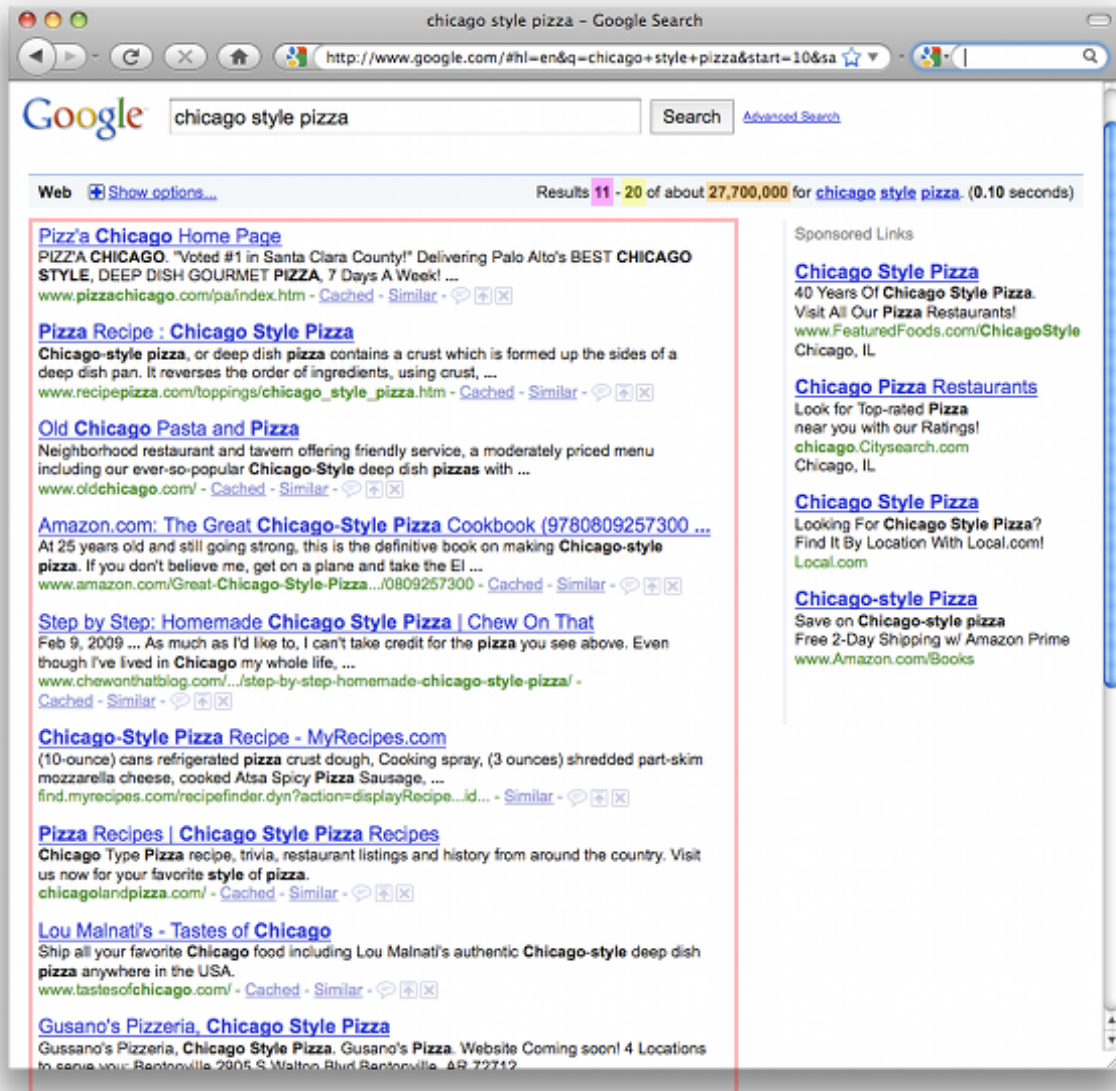 chicago style pizza - Google Search
http://www.google.com/#hl=en&q=chicago+style+pizza&start=10&sa
Google
chicago style pizza
Search
Advanced Search
Web Show options...
Results 11 - 20 of about 27,700,000 for chicago style pizza. (0.10 seconds)
Pizz'a Chicago Home Page
PIZZ'A CHICAGO. "Voted #1 in Santa Clara County!" Delivering Palo Alto's BEST CHICAGO
STYLE, DEEP DISH GOURMET PIZZA, 7 Days A Week! ...
www.pizzachicago.com/pa/index.htm - Cached - Similar -
Pizza Recipe : Chicago Style Pizza
Chicago-style pizza, or deep dish pizza contains a crust which is formed up the sides of a
deep dish pan. It reverses the order of ingredients, using crust, ...
www.recipepizza.com/toppings/chicago_style_pizza.htm - Cached - Similar -
Old Chicago Pasta and Pizza
Neighborhood restaurant and tavern offering friendly service, a moderately priced menu
including our ever-so-popular Chicago-Style deep dish pizzas with ...
www.oldchicago.com/ - Cached - Similar -
Amazon.com: The Great Chicago-Style Pizza Cookbook (9780809257300 ...
At 25 years old and still going strong, this is the definitive book on making Chicago-style
pizza. If you don't believe me, get on a plane and take the El ...
www.amazon.com/Great-Chicago-Style-Pizza.../0809257300 - Cached - Similar -
Step by Step: Homemade Chicago Style Pizza | Chew On That
Feb 9, 2009 ... As much as I'd like to, I can't take credit for the pizza you see above. Even
though I've lived in Chicago my whole life, ...
www.chewonthatblog.com/.../step-by-step-homemade-chicago-style-pizza/ -
Cached - Similar -
Chicago-Style Pizza Recipe - MyRecipes.com
(10-ounce) cans refrigerated pizza crust dough, Cooking spray, (3 ounces) shredded part-skim
mozzarella cheese, cooked Atsa Spicy Pizza Sausage, ...
find.myrecipes.com/recipefinder.dyn?action=displayRecipe...id... - Similar -
Pizza Recipes | Chicago Style Pizza Recipes
Chicago Type Pizza recipe, trivia, restaurant listings and history from around the country. Visit
us now for your favorite style of pizza.
chicagolandpizza.com/ - Cached - Similar -
Lou Malnati's - Tastes of Chicago
Ship all your favorite Chicago food including Lou Malnati's authentic Chicago-style deep dish
pizza anywhere in the USA.
www.tastesofchicago.com/ - Cached - Similar -
Gusano's Pizzeria, Chicago Style Pizza
Gussano's Pizzeria, Chicago Style Pizza. Gusano's Pizza. Website Coming soon! 4 Locations
to serve you: Bentonville 2905 S Walton Blvd Bentonville, AR 72712
Sponsored Links
Chicago Style Pizza
40 Years Of Chicago Style Pizza.
Visit All Our Pizza Restaurants!
www.FeaturedFoods.com/ChicagoStyle
Chicago, IL
Chicago Pizza Restaurants
Look for Top-rated Pizza
near you with our Ratings!
chicago.Citysearch.com
Chicago, IL
Chicago Style Pizza
Looking For Chicago Style Pizza?
Find It By Location With Local.com!
Local.com
Chicago-style Pizza
Save on Chicago-style pizza
Free 2-Day Shipping w/ Amazon Prime
www.Amazon.com/Books